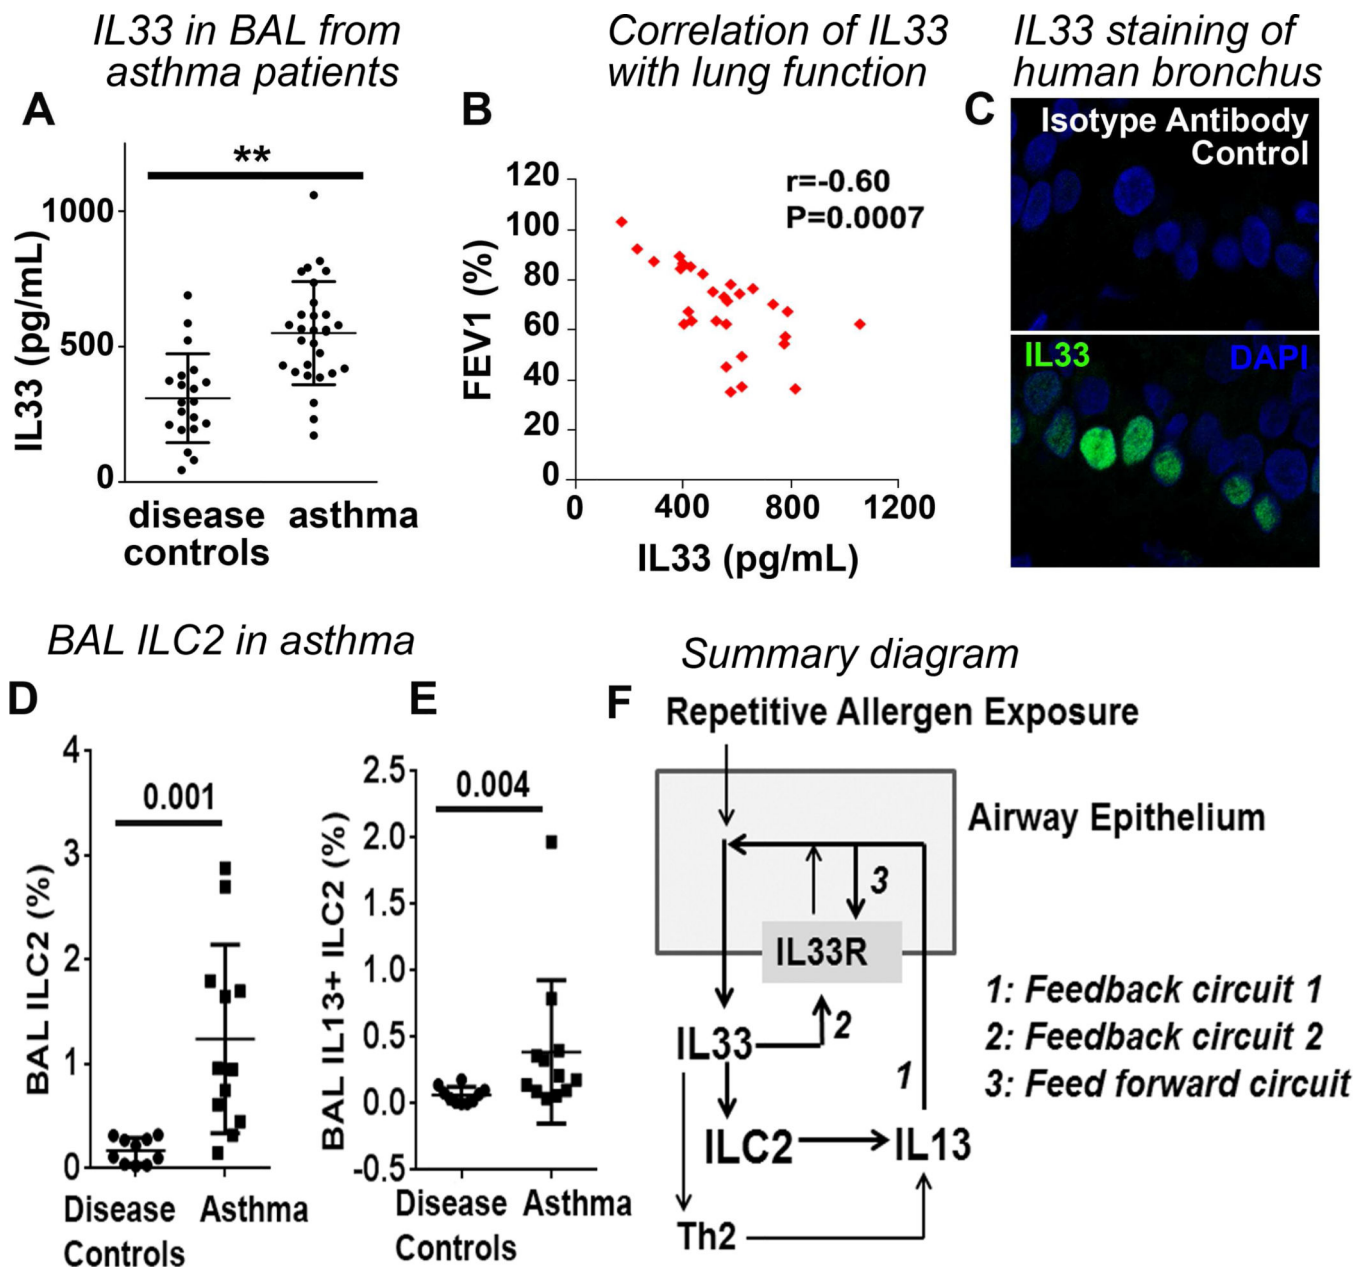 IL33 in BAL from
asthma patients
Correlation of IL33
with lung function
IL33 staining of
human bronchus
A
**
1000
500
0
IL33 (pg/mL)
disease
controls
asthma
B
r=-0.60
P=0.0007
120
100
80
60
40
20
0
FEV1 (%)
0
400
800
1200
IL33 (pg/mL)
C
Isotype Antibody
Control
IL33
DAPI
BAL ILC2 in asthma
Summary diagram
D
0.001
4
3
2
1
0
BAL ILC2 (%)
Disease
Controls
Asthma
E
0.004
2.5
2.0
1.5
1.0
0.5
0.0
-0.5
BAL IL13+ ILC2 (%)
Disease
Controls
Asthma
F
Repetitive Allergen Exposure
Airway Epithelium
3
IL33R
IL33
2
1
ILC2
IL13
Th2
1: Feedback circuit 1
2: Feedback circuit 2
3: Feed forward circuit